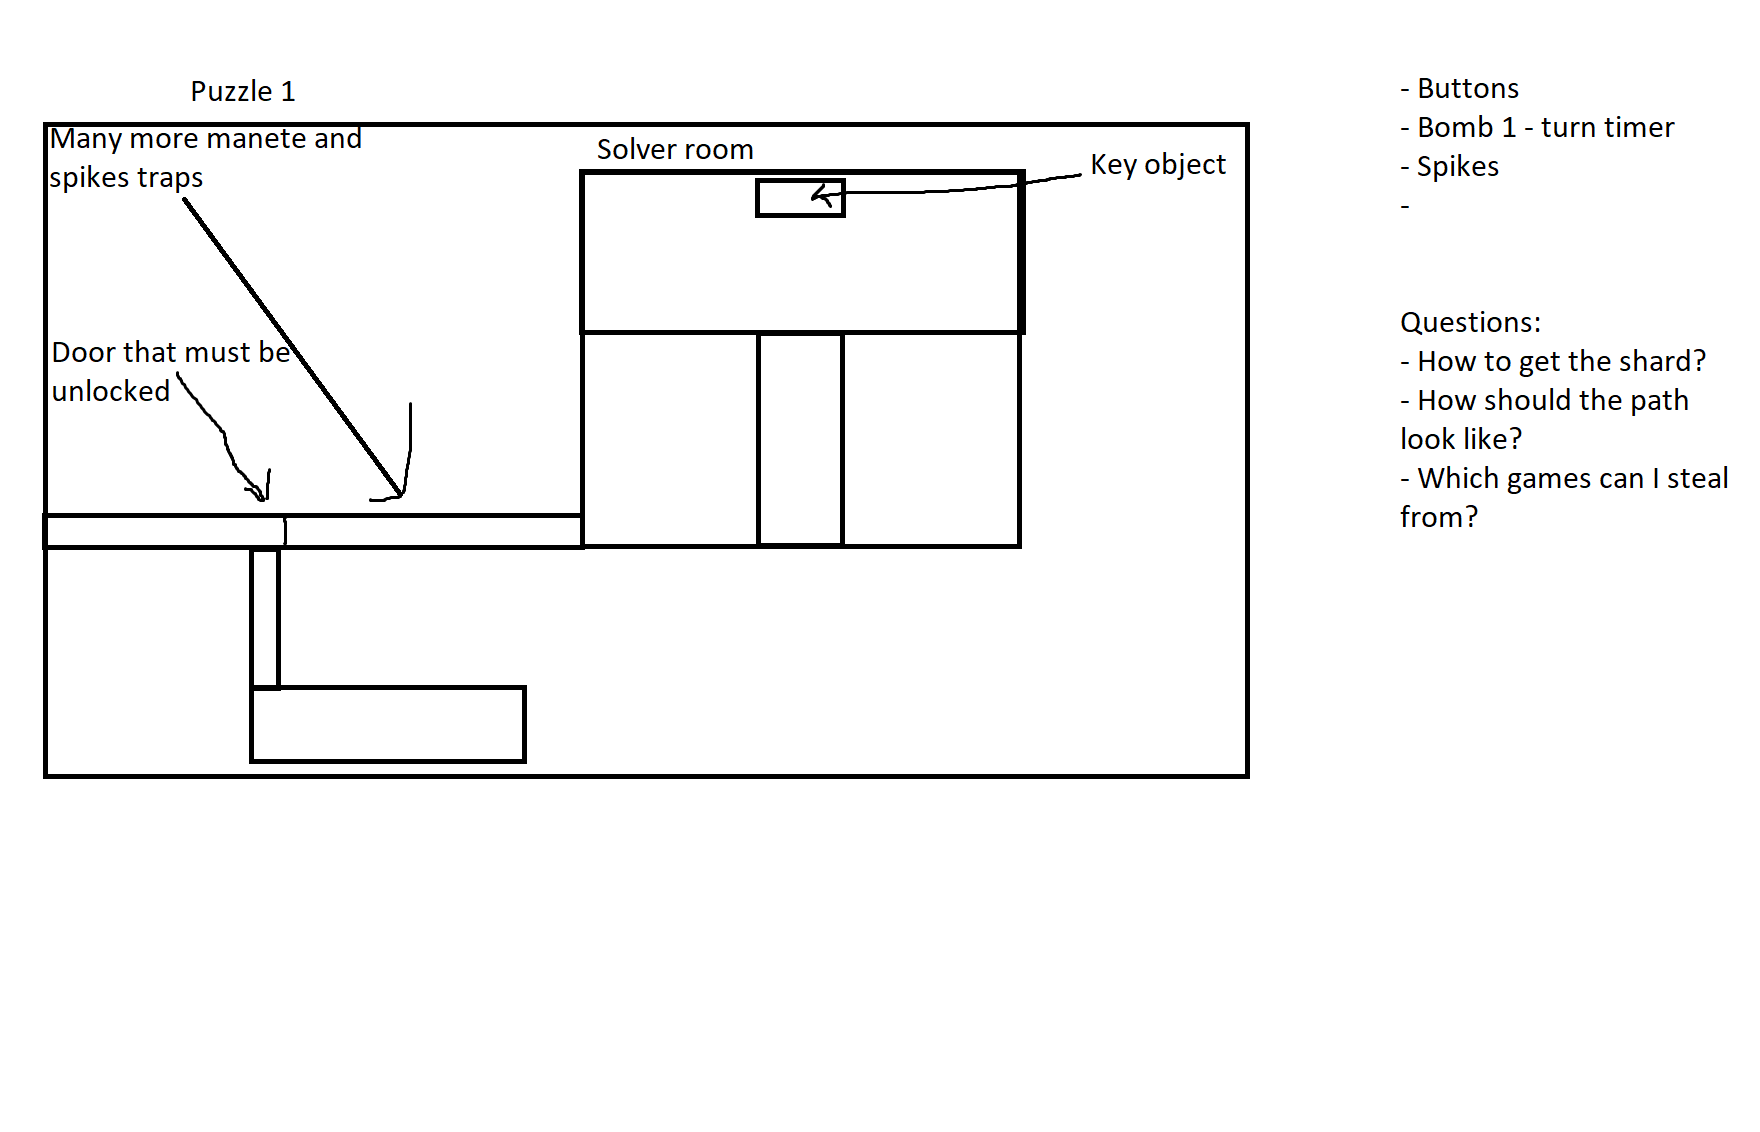 Puzzle 1
Many more manete and
spikes traps
Solver room
Key object
Door that must be
unlocked
- Buttons
- Bomb 1 - turn timer
- Spikes
-
Questions:
- How to get the shard?
- How should the path
look like?
- Which games can I steal
from?